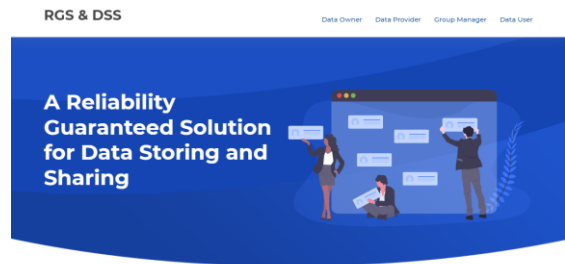 RGS & DSS
Data Owner Data Provider Group Manager Data User
A Reliability
Guaranteed Solution
for Data Storing and
Sharing